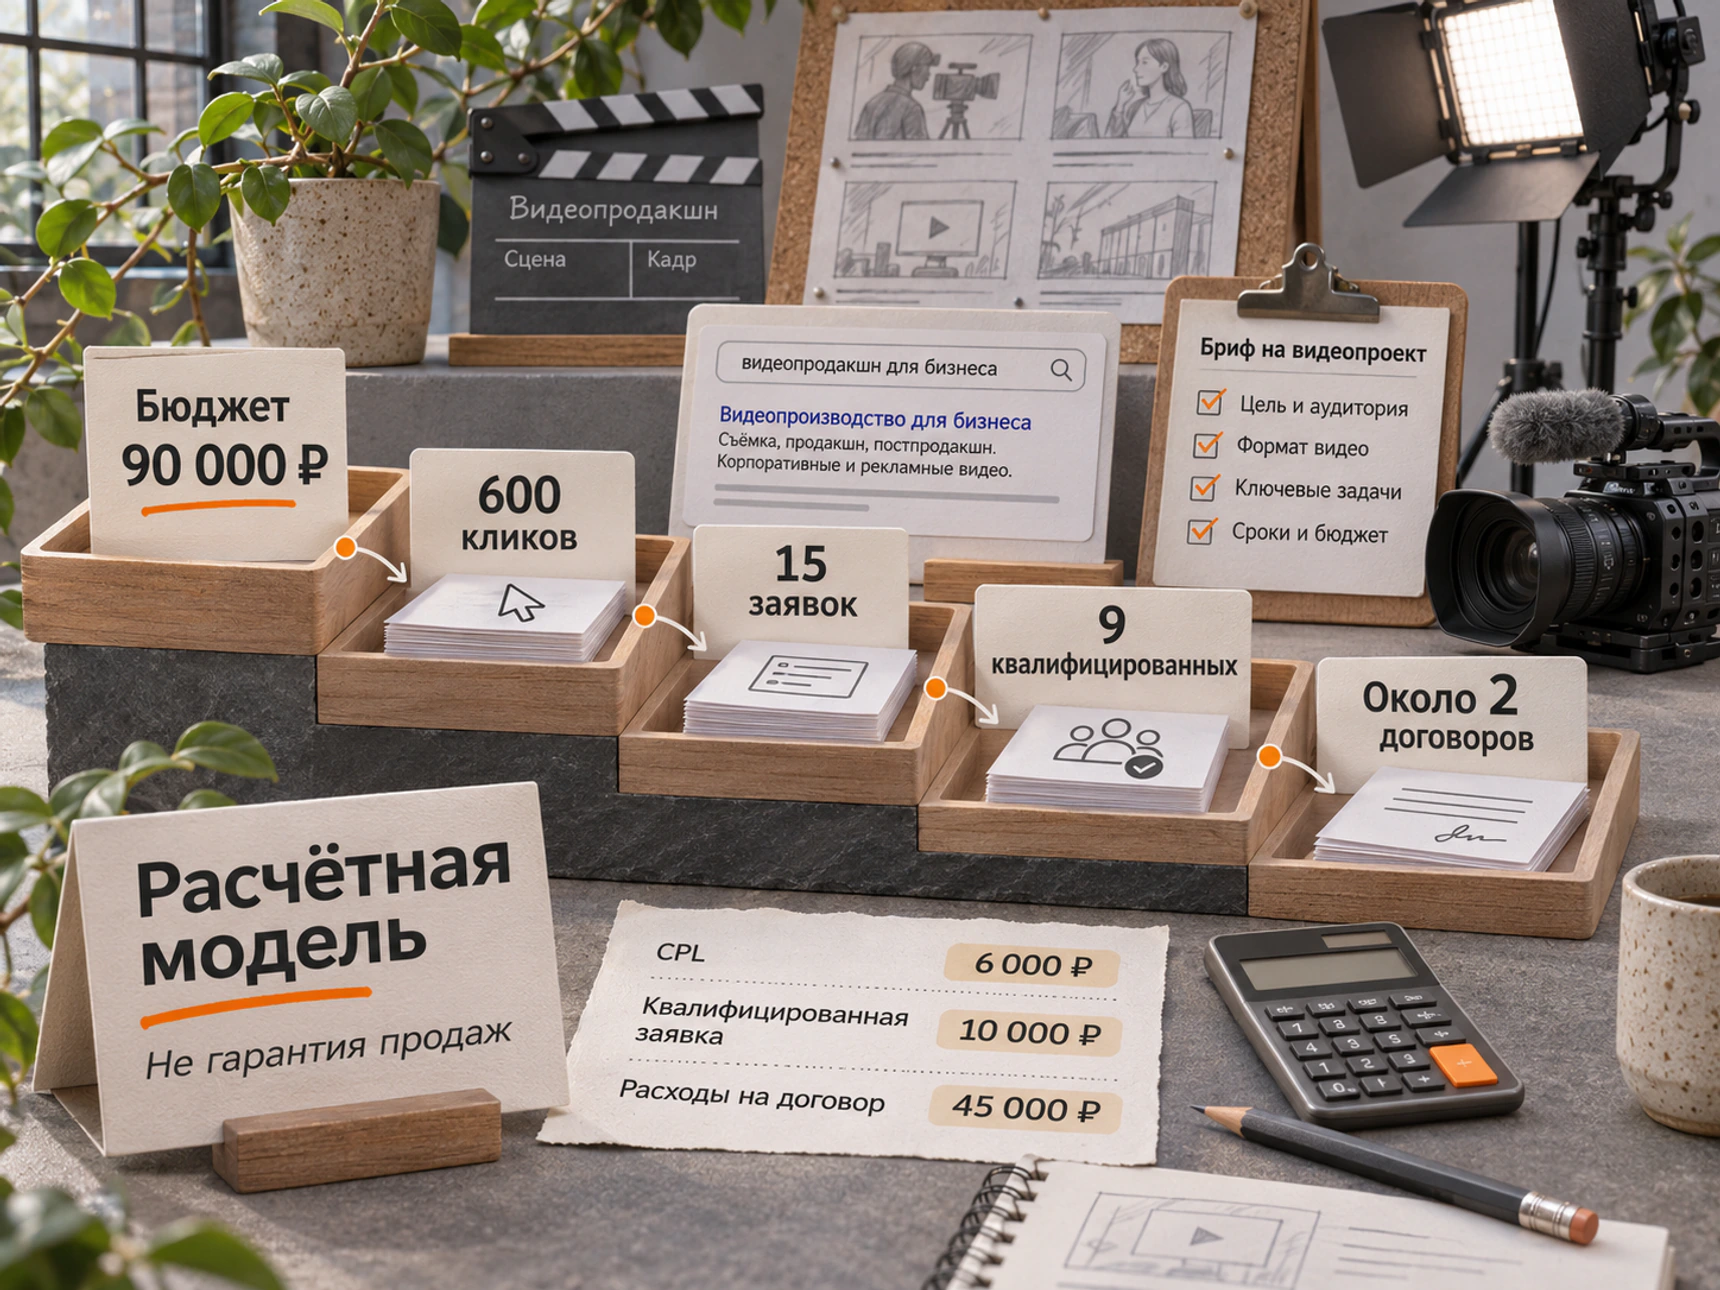 Видеопродакшн
Сцена
Кадр
видеопродакшн для бизнеса
Видеопроизводство для бизнеса
Съёмка, продакшн, постпродакшн.
Корпоративные и рекламные видео.
Бриф на видеопроект
Цель и аудитория
Формат видео
Ключевые задачи
Сроки и бюджет
Бюджет
90 000 ₽
600
кликов
15
заявок
9
квалифицированных
Около 2
договоров
Расчётная
модель
Не гарантия продаж
CPL
6 000 ₽
Квалифицированная
заявка
10 000 ₽
Расходы на договор
45 000 ₽